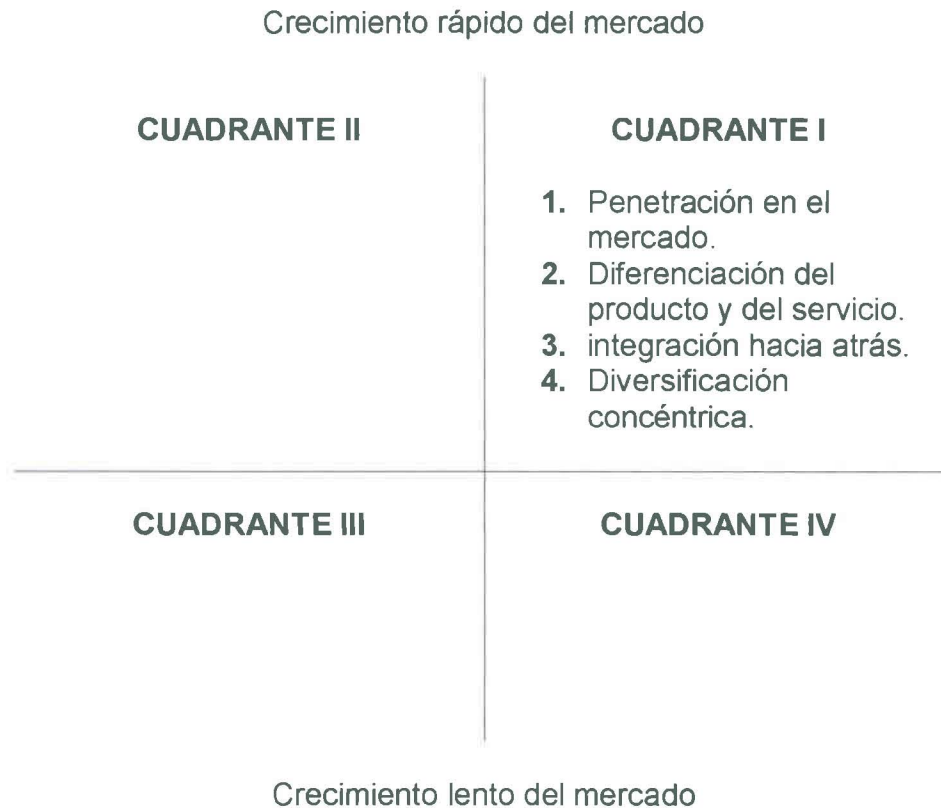 Crecimiento rápido del mercado
CUADRANTE II
CUADRANTE I
1. Penetración en el
mercado.
2. Diferenciación del
producto y del servicio.
3. integración hacia atrás.
4. Diversificación
concéntrica.
CUADRANTE III
CUADRANTE IV
Crecimiento lento del mercado